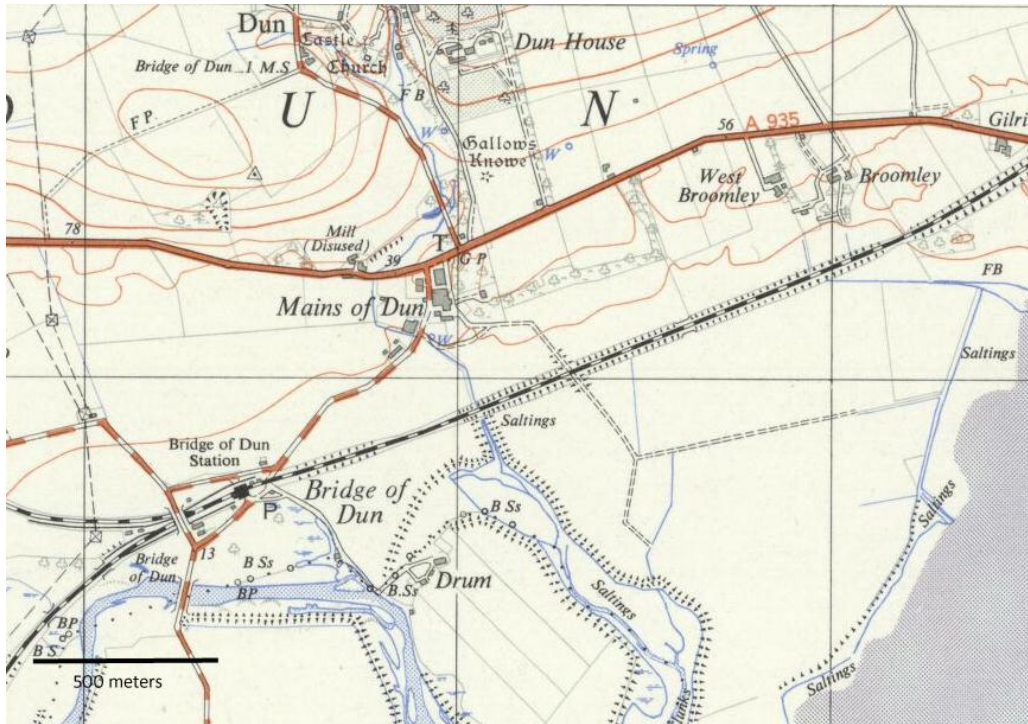 Dun
Castle
Church
Bridge of Dun 1 M.S
Dun House
Spring
U
N
F P
F B
W
Gallows
Knowe
W
56
A 935
Gilri
West
Broomley
Broomley
78
Mill
(Disused)
39
T
G P
Mains of Dun
W
FB
Saltings
Saltings
Bridge of Dun
Station
Bridge of
Dun
P
B Ss
13
Bridge
of Dun
B Ss
BP
B.Ss
Drum
Saltings
Saltings
BP
B S
500 meters
Saltings